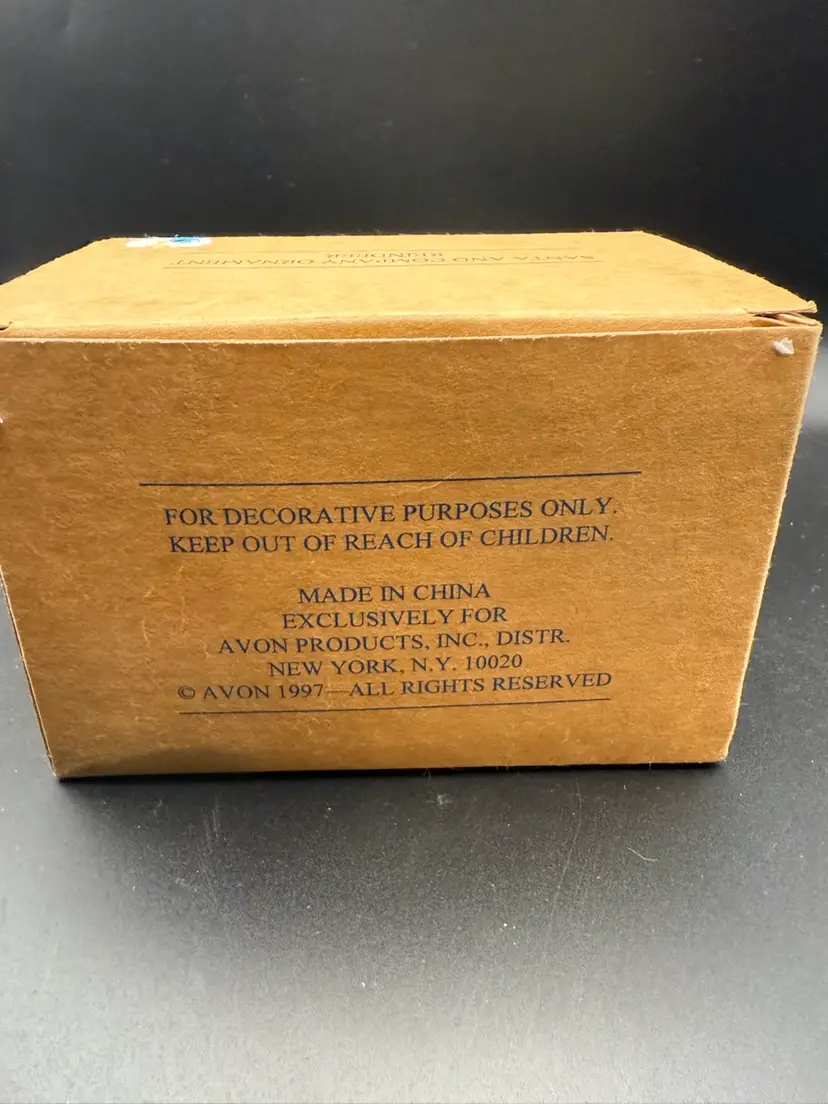 SANTA AND COMPANY ORNAMENT
REINDEER
FOR DECORATIVE PURPOSES ONLY.
KEEP OUT OF REACH OF CHILDREN.
MADE IN CHINA
EXCLUSIVELY FOR
AVON PRODUCTS, INC., DISTR.
NEW YORK, N.Y. 10020
© AVON 1997—ALL RIGHTS RESERVED